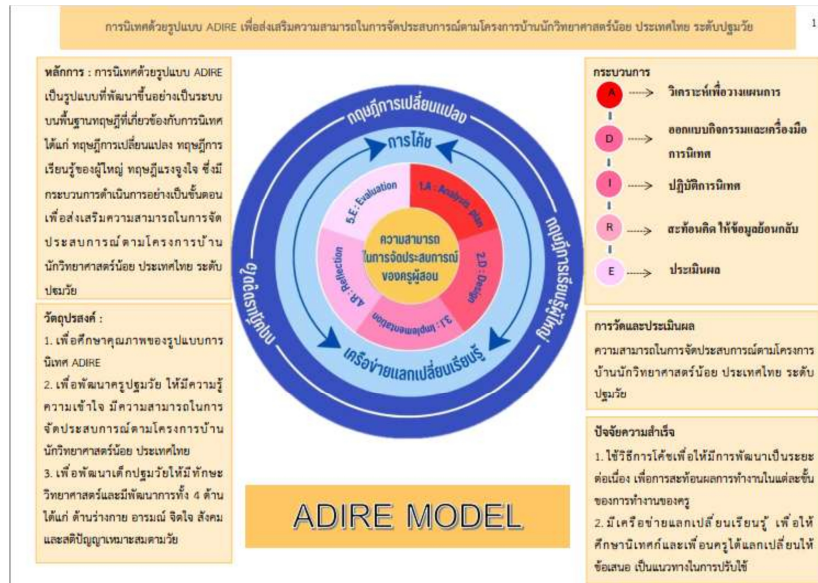 การนิเทศด้วยรูปแบบ ADIRE เพื่อส่งเสริมความสามารถในการจัดประสบการณ์ตามโครงการบ้านนักวิทยาศาสตร์น้อย ประเทศไทย ระดับปฐมวัย
1
หลักการ : การนิเทศด้วยรูปแบบ ADIRE
เป็นรูปแบบที่พัฒนาขึ้นอย่างเป็นระบบ
บนพื้นฐานทฤษฎีที่เกี่ยวข้องกับการนิเทศ
ได้แก่ ทฤษฎีการเปลี่ยนแปลง ทฤษฎีการ
เรียนรู้ของผู้ใหญ่ ทฤษฎีแรงจูงใจ ซึ่งมี
กระบวนการดำเนินการอย่างเป็นขั้นตอน
เพื่อส่งเสริมความสามารถในการจัด
ประสบการณ์ตามโครงการบ้าน
นักวิทยาศาสตร์น้อย ประเทศไทย ระดับ
ปฐมวัย
วัตถุประสงค์ :
1. เพื่อศึกษาคุณภาพของรูปแบบการ
นิเทศ ADIRE
2. เพื่อพัฒนาครูปฐมวัย ให้มีความรู้
ความเข้าใจ มีความสามารถในการ
จัดประสบการณ์ตามโครงการบ้าน
นักวิทยาศาสตร์น้อย ประเทศไทย
3. เพื่อพัฒนาเด็กปฐมวัยให้มีทักษะ
วิทยาศาสตร์และมีพัฒนาการทั้ง 4 ด้าน
ได้แก่ ด้านร่างกาย อารมณ์ จิตใจ สังคม
และสติปัญญาเหมาะสมตามวัย
ทฤษฎีการเปลี่ยนแปลง
ทฤษฎีการเรียนรู้ผู้ใหญ่
ทฤษฎีแรงจูงใจ
การโค้ช
เครือข่ายแลกเปลี่ยนเรียนรู้
1.A : Analysis plan
2.D : Design
3.I : Implementation
4.R : Reflection
5.E : Evaluation
ความสามารถ
ในการจัดประสบการณ์
ของครูผู้สอน
ADIRE MODEL
กระบวนการ
A วิเคราะห์เพื่อวางแผนการ
D ออกแบบกิจกรรมและเครื่องมือ
การนิเทศ
I ปฏิบัติการนิเทศ
R สะท้อนคิด ให้ข้อมูลย้อนกลับ
E ประเมินผล
การวัดและประเมินผล
ความสามารถในการจัดประสบการณ์ตามโครงการ
บ้านนักวิทยาศาสตร์น้อย ประเทศไทย ระดับ
ปฐมวัย
ปัจจัยความสำเร็จ
1. ใช้วิธีการโค้ชเพื่อให้มีการพัฒนาเป็นระยะ
ต่อเนื่อง เพื่อการสะท้อนผลการทำงานในแต่ละขั้น
ของการทำงานของครู
2. มีเครือข่ายแลกเปลี่ยนเรียนรู้ เพื่อให้
ศึกษานิเทศก์และเพื่อนครูได้แลกเปลี่ยนให้
ข้อเสนอ เป็นแนวทางในการปรับใช้